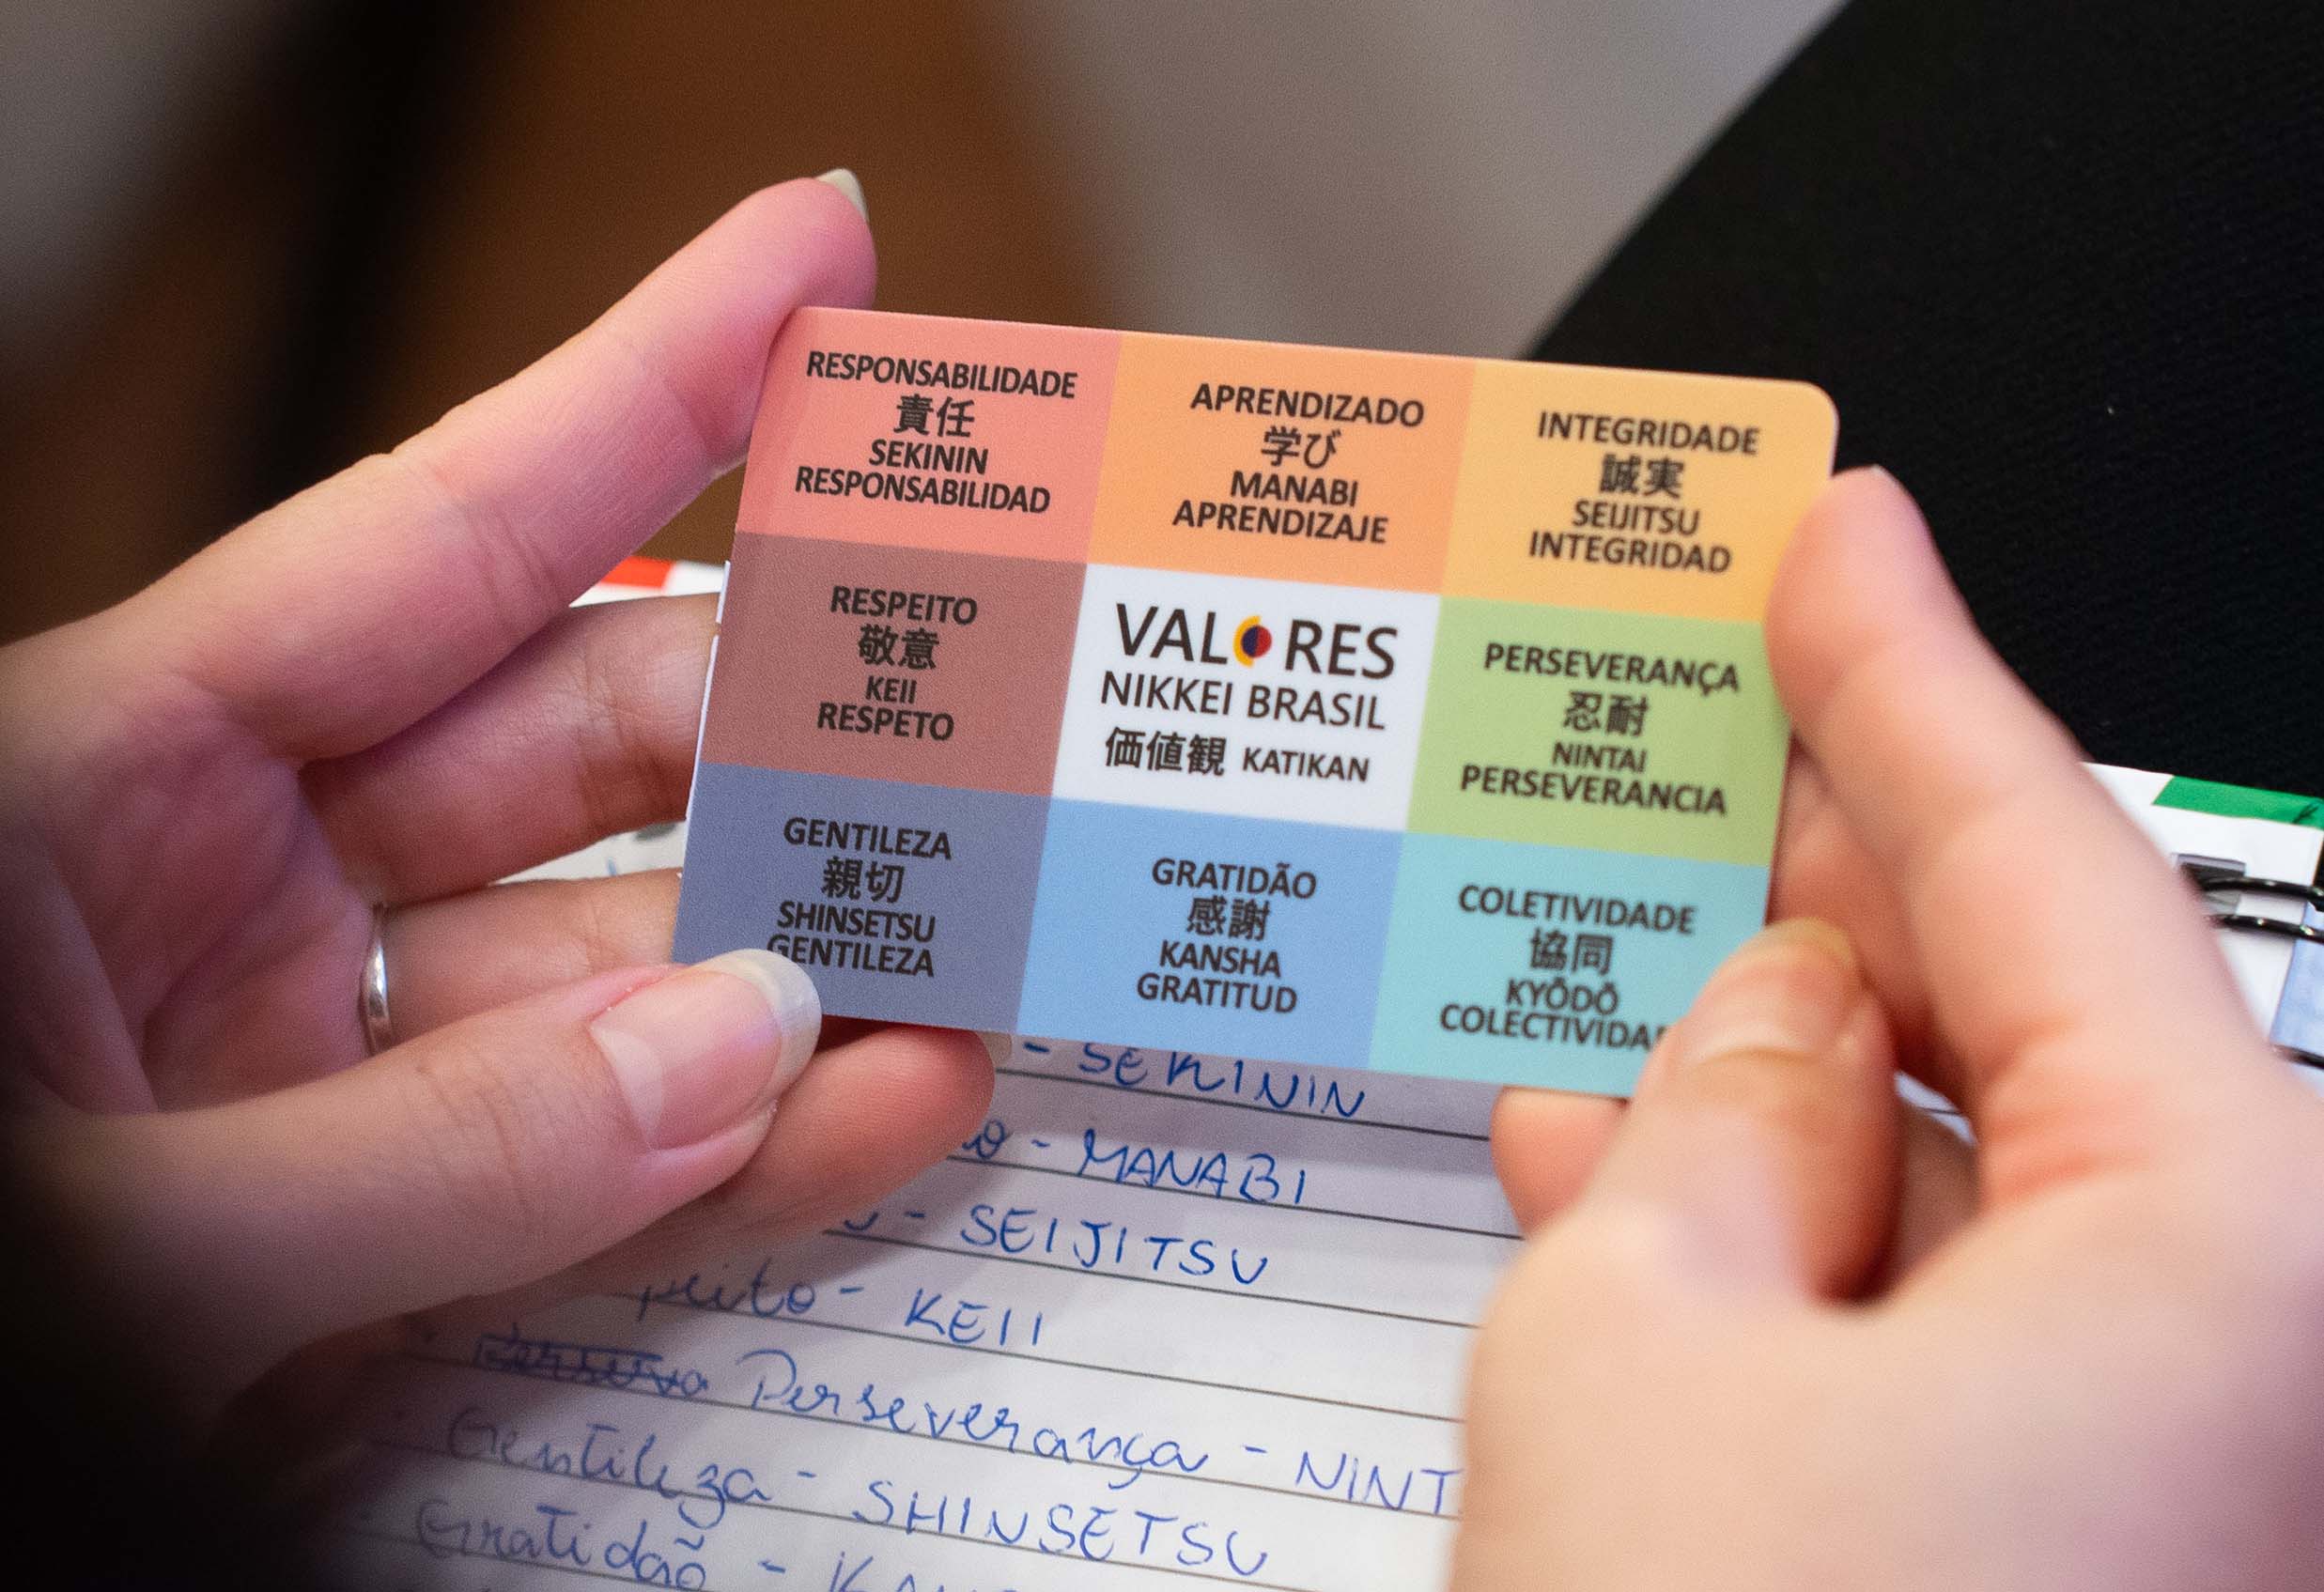 RESPONSABILIDADE
責任
SEKININ
RESPONSABILIDAD
APRENDIZADO
学び
MANABI
APRENDIZAJE
INTEGRIDADE
誠実
SEIJITSU
INTEGRIDAD
RESPEITO
敬意
KEII
RESPETO
VALORES
NIKKEI BRASIL
価値観 KATIKAN
PERSEVERANÇA
忍耐
NINTAI
PERSEVERANCIA
GENTILEZA
親切
SHINSETSU
GENTILEZA
GRATIDÃO
感謝
KANSHA
GRATITUD
COLETIVIDADE
協同
KYŌDŌ
COLECTIVIDA
- SEKININ
- MANABI
- SEIJITSU
peito - KEII
Perseverança - NINT
Gentileza - SHINSETSU
Gratidão -